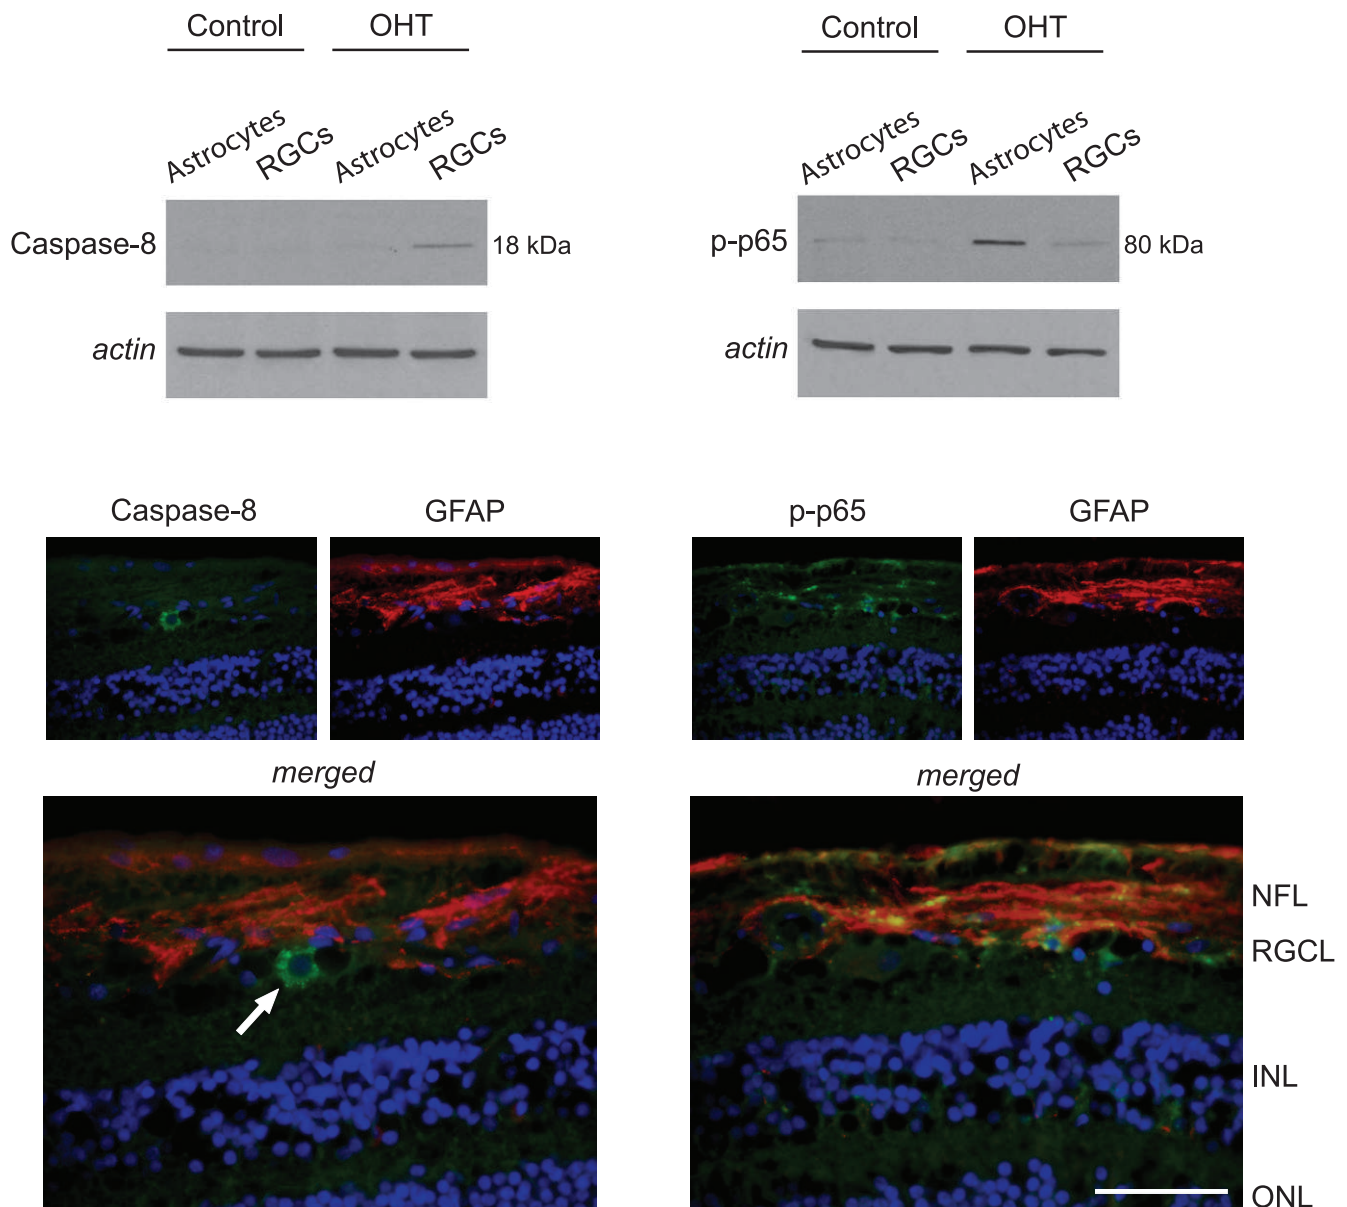 Control OHT
Astrocytes RGCs Astrocytes RGCs
Caspase-8 18 kDa
actin
Control OHT
Astrocytes RGCs Astrocytes RGCs
p-p65 80 kDa
actin
Caspase-8 GFAP
merged
p-p65 GFAP
merged
NFL
RGCL
INL
ONL